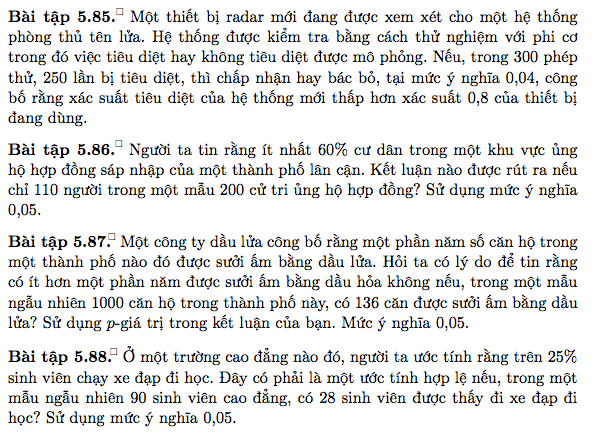 Bài tập 5.85.□ Một thiết bị radar mới đang được xem xét cho một hệ thống
phòng thủ tên lửa. Hệ thống được kiểm tra bằng cách thử nghiệm với phi cơ
trong đó việc tiêu diệt hay không tiêu diệt được mô phỏng. Nếu, trong 300 phép
thử, 250 lần bị tiêu diệt, thì chấp nhận hay bác bỏ, tại mức ý nghĩa 0,04, công
bố rằng xác suất tiêu diệt của hệ thống mới thấp hơn xác suất 0,8 của thiết bị
đang dùng.
Bài tập 5.86.□ Người ta tin rằng ít nhất 60% cư dân trong một khu vực ủng
hộ hợp đồng sáp nhập của một thành phố lân cận. Kết luận nào được rút ra nếu
chỉ 110 người trong một mẫu 200 cử tri ủng hộ hợp đồng? Sử dụng mức ý nghĩa
0,05.
Bài tập 5.87.□ Một công ty dầu lửa công bố rằng một phần năm số căn hộ trong
một thành phố nào đó được sưởi ấm bằng dầu lửa. Hỏi ta có lý do để tin rằng
có ít hơn một phần năm được sưởi ấm bằng dầu hỏa không nếu, trong một mẫu
ngẫu nhiên 1000 căn hộ trong thành phố này, có 136 căn được sưởi ấm bằng dầu
lửa? Sử dụng p-giá trị trong kết luận của bạn. Mức ý nghĩa 0,05.
Bài tập 5.88.□ Ở một trường cao đẳng nào đó, người ta ước tính rằng trên 25%
sinh viên chạy xe đạp đi học. Đây có phải là một ước tính hợp lệ nếu, trong một
mẫu ngẫu nhiên 90 sinh viên cao đẳng, có 28 sinh viên được thấy đi xe đạp đi
học? Sử dụng mức ý nghĩa 0,05.